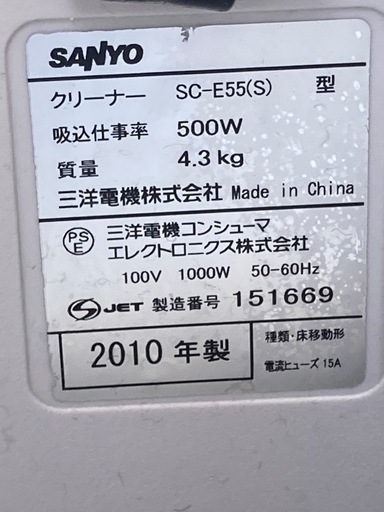 SANYO
クリーナー SC-E55(S) 型
吸込仕事率 500W
質量 4.3 kg
三洋電機株式会社 Made in China
PS
E
三洋電機コンシューマ
エレクトロニクス株式会社
100V 1000W 50-60Hz
S JET 製造番号 151669
2010 年製
種類・床移動形
電流ヒューズ 15A